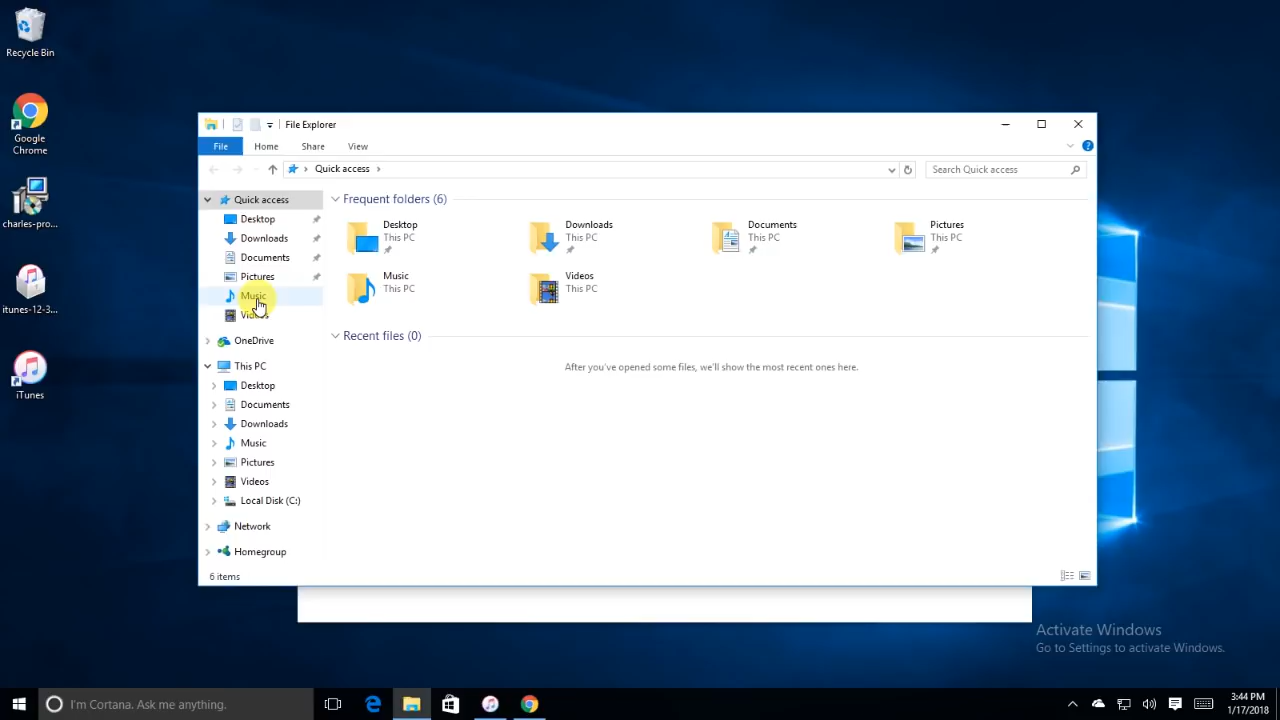 Recycle Bin
Google
Chrome
charles-pro...
itunes-12-3...
iTunes
File Explorer
File
Home
Share
View
Quick access
Search Quick access
Quick access
Desktop
Downloads
Documents
Pictures
Music
Videos
OneDrive
This PC
Desktop
Documents
Downloads
Music
Pictures
Videos
Local Disk (C:)
Network
Homegroup
Frequent folders (6)
Desktop
This PC
Downloads
This PC
Documents
This PC
Pictures
This PC
Music
This PC
Videos
This PC
Recent files (0)
After you've opened some files, we'll show the most recent ones here.
6 items
Activate Windows
Go to Settings to activate Windows.
I'm Cortana. Ask me anything.
3:44 PM
1/17/2018